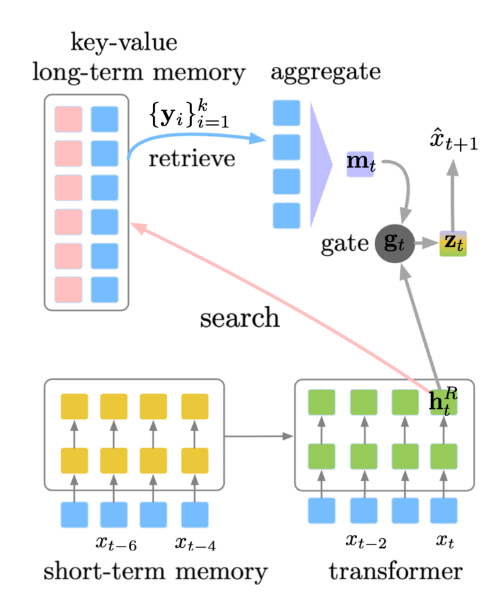 key-value
long-term memory
aggregate
{y_i}_{i=1}^k
retrieve
m_t
x̂_{t+1}
gate
g_t
z_t
search
h_t^R
x_{t−6}
x_{t−4}
x_{t−2}
x_t
short-term memory
transformer